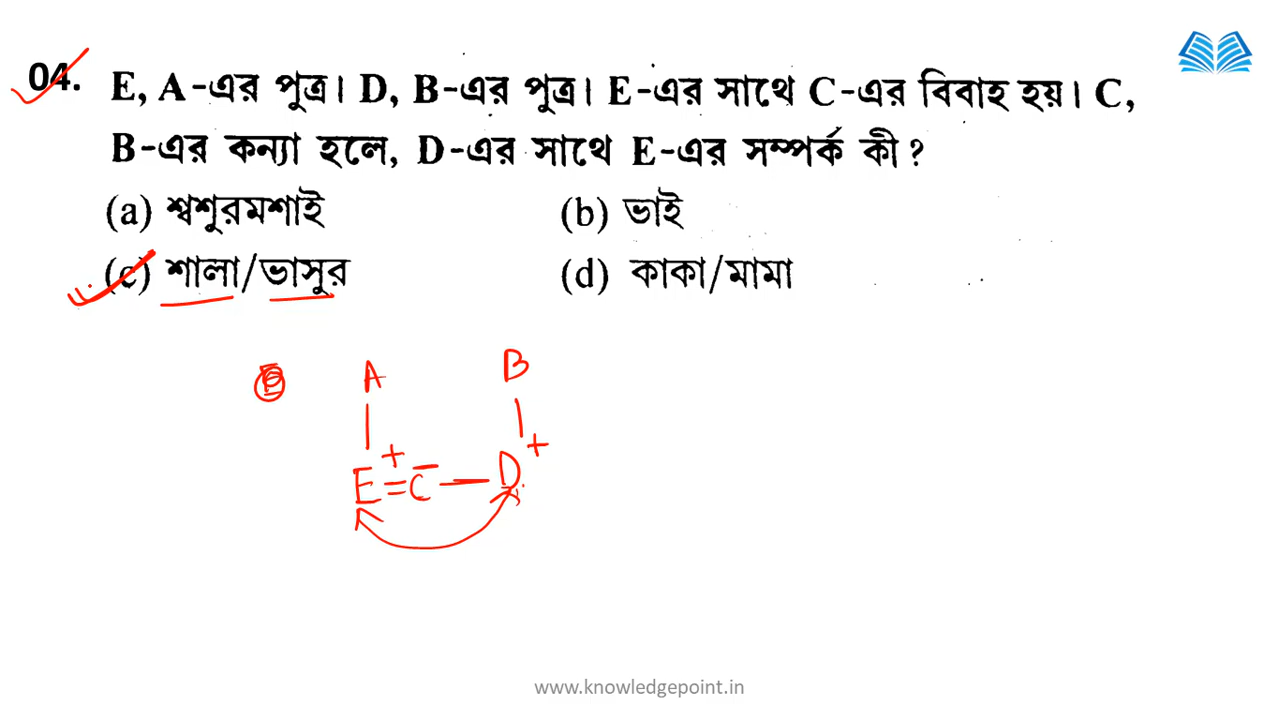 04. E, A-এর পুত্র। D, B-এর পুত্র। E-এর সাথে C-এর বিবাহ হয়। C,
B-এর কন্যা হলে, D-এর সাথে E-এর সম্পর্ক কী?
(a) শ্বশুরমশাই (b) ভাই
(c) শালা/ভাসুর (d) কাকা/মামা
A B
+ +
E = C — D
www.knowledgepoint.in